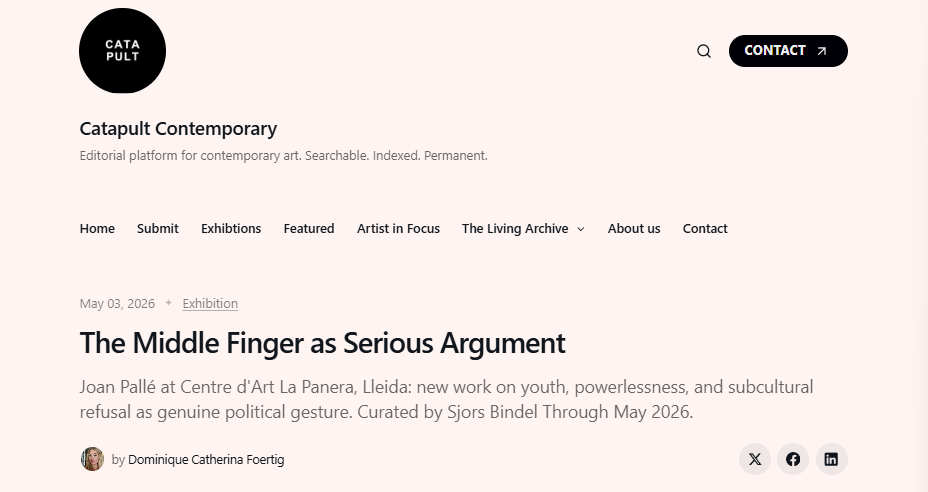 CATA
PULT
CONTACT
Catapult Contemporary
Editorial platform for contemporary art. Searchable. Indexed. Permanent.
Home Submit Exhibtions Featured Artist in Focus The Living Archive About us Contact
May 03, 2026 Exhibition
The Middle Finger as Serious Argument
Joan Pallé at Centre d'Art La Panera, Lleida: new work on youth, powerlessness, and subcultural
refusal as genuine political gesture. Curated by Sjors Bindel Through May 2026.
by Dominique Catherina Foertig